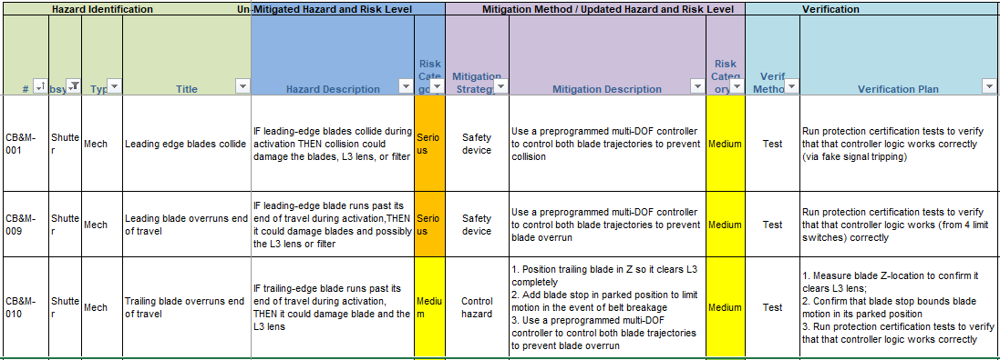 Hazard Identification
Un-Mitigated Hazard and Risk Level
Mitigation Method / Updated Hazard and Risk Level
Verification
#
bsy
Typ
Title
Hazard Description
Risk
Cate
go
Mitigation
Strategy
Mitigation Description
Risk
Categ
ory
Verif
Metho
Verification Plan
CB&M-
001
Shutte
r
Mech
Leading edge blades collide
IF leading-edge blades collide during
activation THEN collision could
damage the blades, L3 lens, or filter
Serio
us
Safety
device
Use a preprogrammed multi-DOF controller
to control both blade trajectories to prevent
collision
Medium
Test
Run protection certification tests to verify
that that controller logic works correctly
(via fake signal tripping)
CB&M-
009
Shutte
r
Mech
Leading blade overruns end
of travel
IF leading-edge blade runs past its
end of travel during activation,THEN
it could damage blades and possibly
the L3 lens or filter
Serio
us
Safety
device
Use a preprogrammed multi-DOF controller
to control both blade trajectories to prevent
blade overrun
Medium
Test
Run protection certification tests to verify
that that controller logic works (from 4 limit
switches) correctly
CB&M-
010
Shutte
r
Mech
Trailing blade overruns end
of travel
IF trailing-edge blade runs past its
end of travel during activation,
THEN it could damage blade and the
L3 lens
Mediu
m
Control
hazard
1. Position trailing blade in Z so it clears L3
completely
2. Add blade stop in parked position to limit
motion in the event of belt breakage
3. Use a preprogrammed multi-DOF
controller to control both blade trajectories
to prevent blade overrun
Medium
Test
1. Measure blade Z-location to confirm it
clears L3 lens;
2. Confirm that blade stop bounds blade
motion in its parked position
3. Run protection certification tests to verify
that that controller logic works correctly